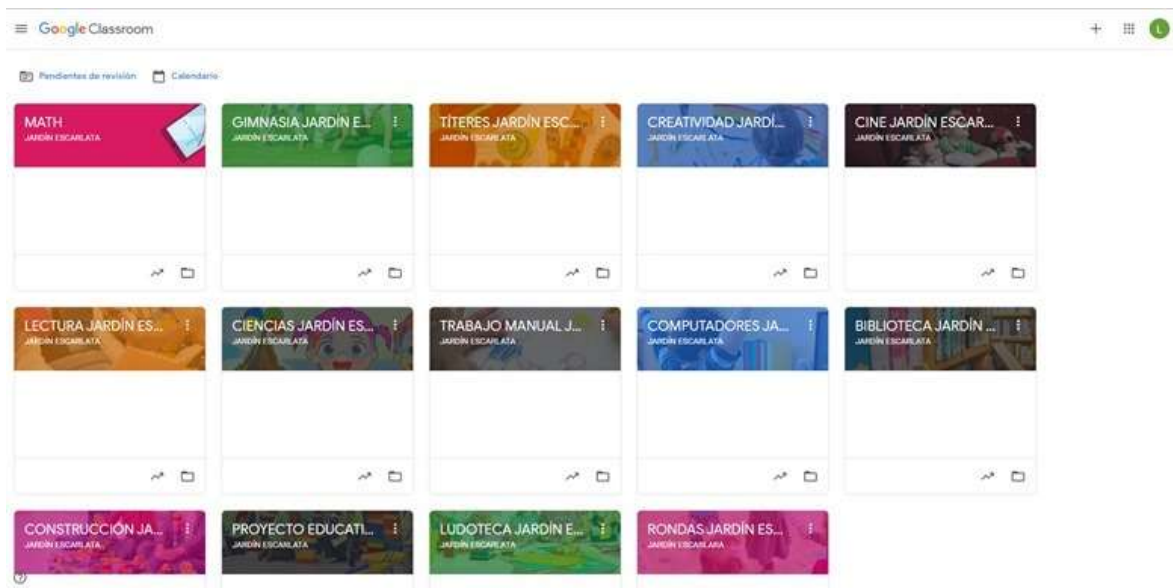 Google Classroom
L
Pendientes de revisión Calendario
MATH
JARDÍN ESCARLATA
GIMNASIA JARDÍN E...
JARDÍN ESCARLATA
TÍTERES JARDÍN ESC...
JARDÍN ESCARLATA
CREATIVIDAD JARDÍ...
JARDÍN ESCARLATA
CINE JARDÍN ESCAR...
JARDÍN ESCARLATA
LECTURA JARDÍN ES...
JARDÍN ESCARLATA
CIENCIAS JARDÍN ES...
JARDÍN ESCARLATA
TRABAJO MANUAL J...
JARDÍN ESCARLATA
COMPUTADORES JA...
JARDÍN ESCARLATA
BIBLIOTECA JARDÍN ...
JARDÍN ESCARLATA
CONSTRUCCIÓN JA...
JARDÍN ESCARLATA
PROYECTO EDUCATI...
JARDÍN ESCARLATA
LUDOTECA JARDÍN E...
JARDÍN ESCARLATA
RONDAS JARDÍN ES...
JARDÍN ESCARLARA